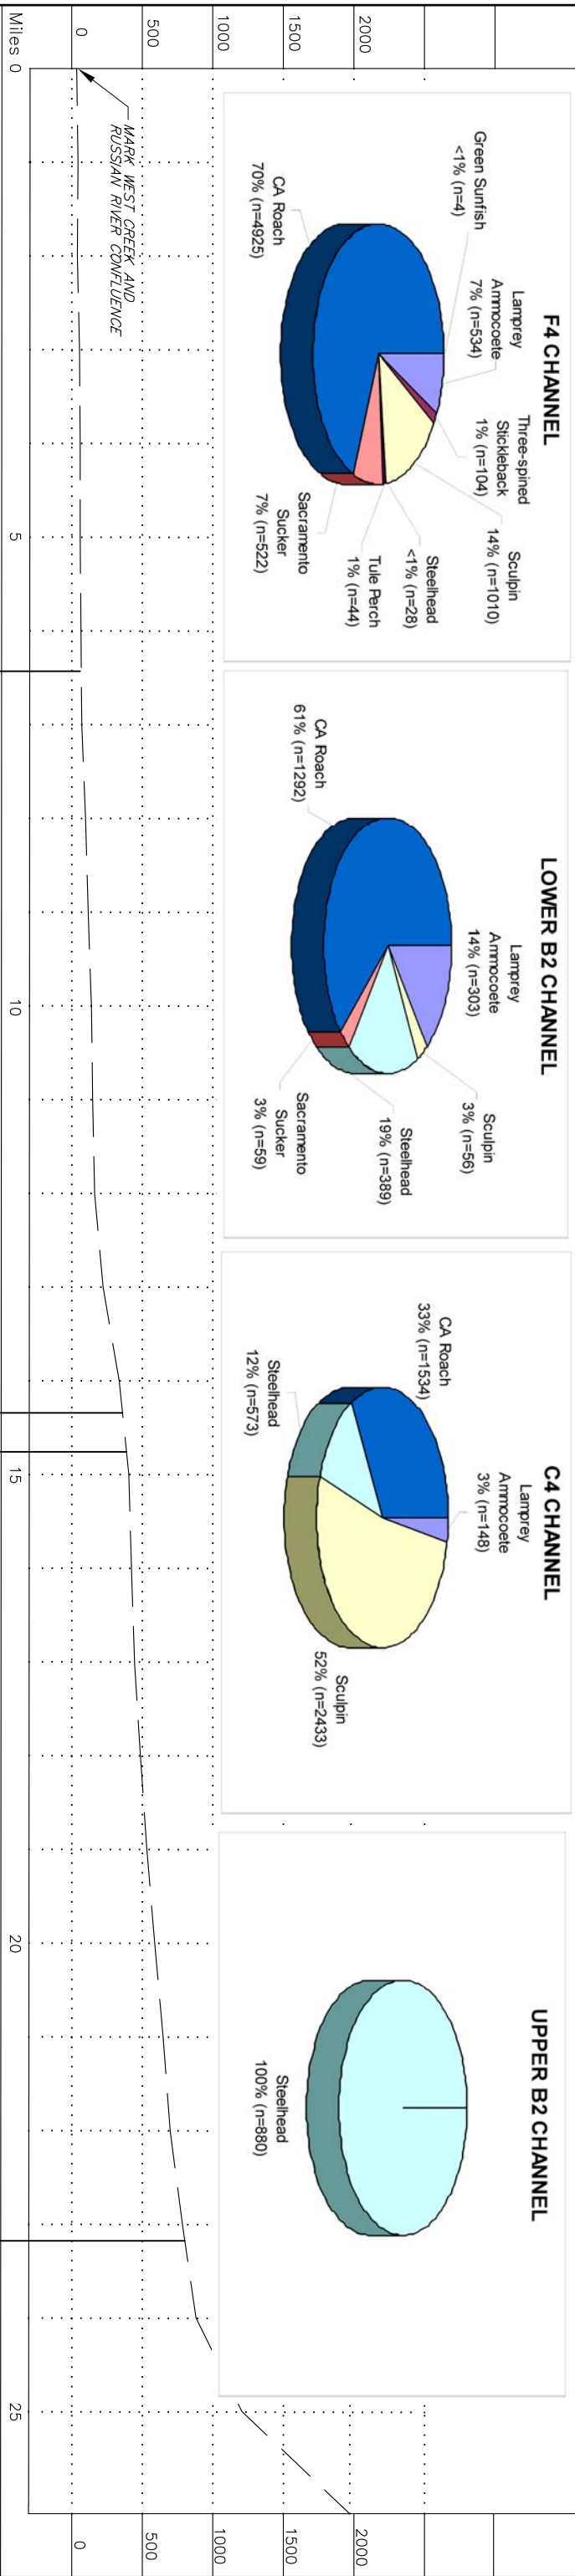 F4 CHANNEL
Green Sunfish
<1% (n=4)
Lamprey
Ammocoete
7% (n=534)
Three-spined
Stickleback
1% (n=104)
Sculpin
14% (n=1010)
CA Roach
70% (n=4925)
Steelhead
<1% (n=28)
Tule Perch
1% (n=44)
Sacramento
Sucker
7% (n=522)
LOWER B2 CHANNEL
Lamprey
Ammocoete
14% (n=303)
Sculpin
3% (n=56)
CA Roach
61% (n=1292)
Steelhead
19% (n=389)
Sacramento
Sucker
3% (n=59)
C4 CHANNEL
CA Roach
33% (n=1534)
Lamprey
Ammocoete
3% (n=148)
Steelhead
12% (n=573)
Sculpin
52% (n=2433)
UPPER B2 CHANNEL
Steelhead
100% (n=880)
2000
1500
1000
500
0
2000
1500
1000
500
0
MARK WEST CREEK AND
RUSSIAN RIVER CONFLUENCE
Miles 0 5 10 15 20 25